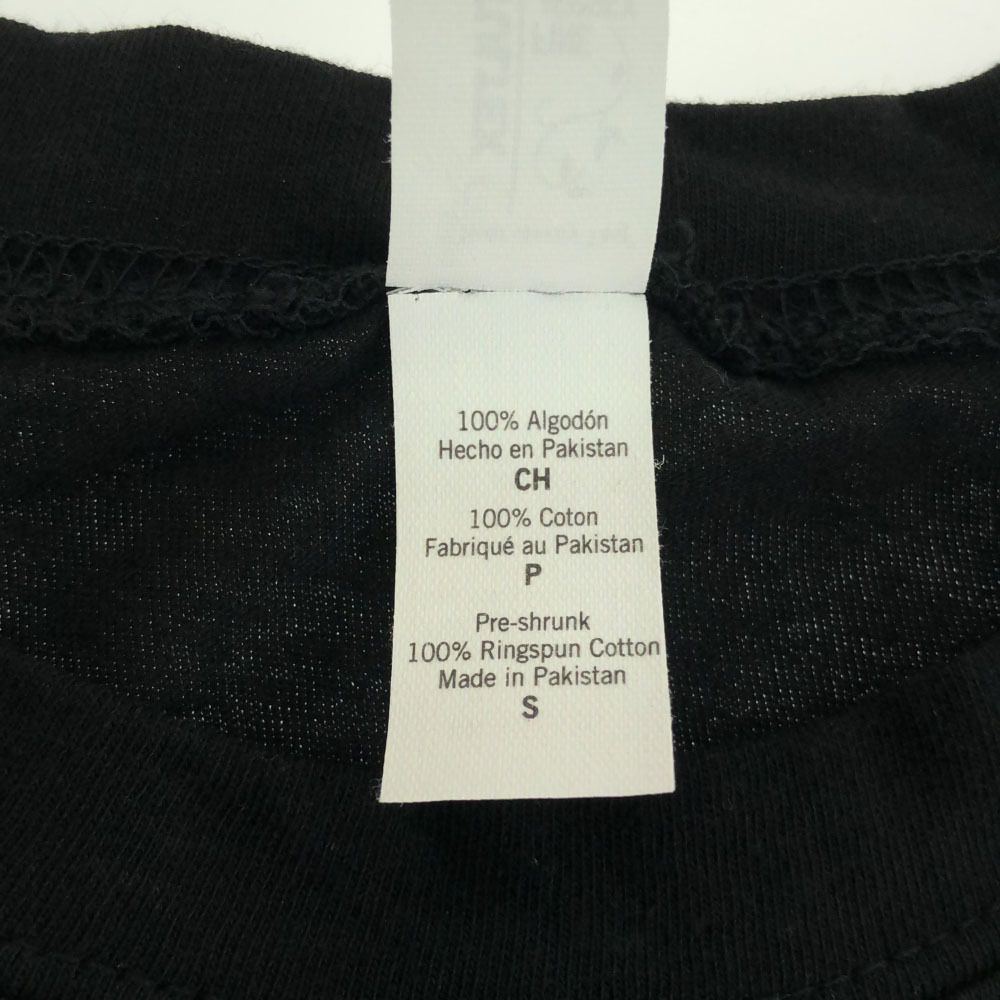 100% Algodón
Hecho en Pakistan
CH
100% Coton
Fabriqué au Pakistan
P
Pre-shrunk
100% Ringspun Cotton
Made in Pakistan
S